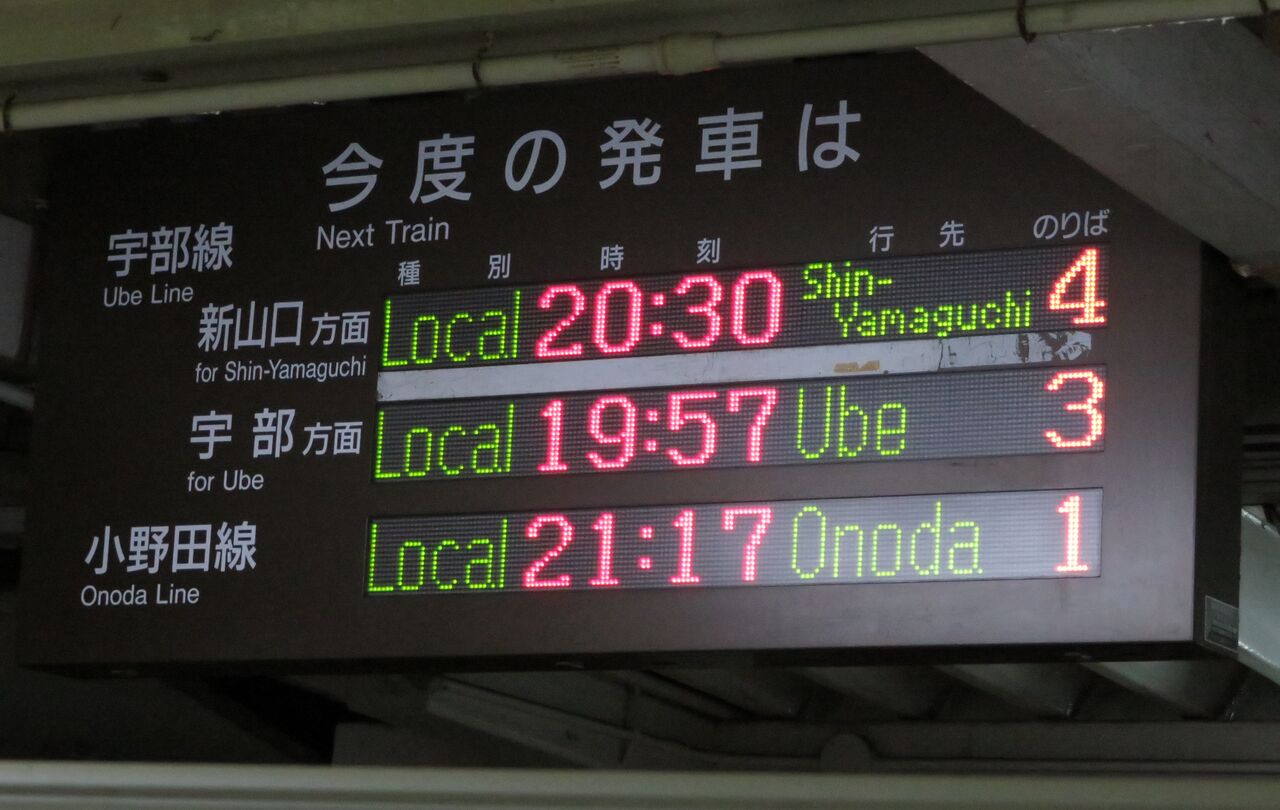 今度の発車は
Next Train
宇部線
Ube Line
種別 時刻 行先 のりば
新山口方面
for Shin-Yamaguchi
Local 20:30 Shin-Yamaguchi 4
宇部方面
for Ube
Local 19:57 Ube 3
小野田線
Onoda Line
Local 21:17 Onoda 1